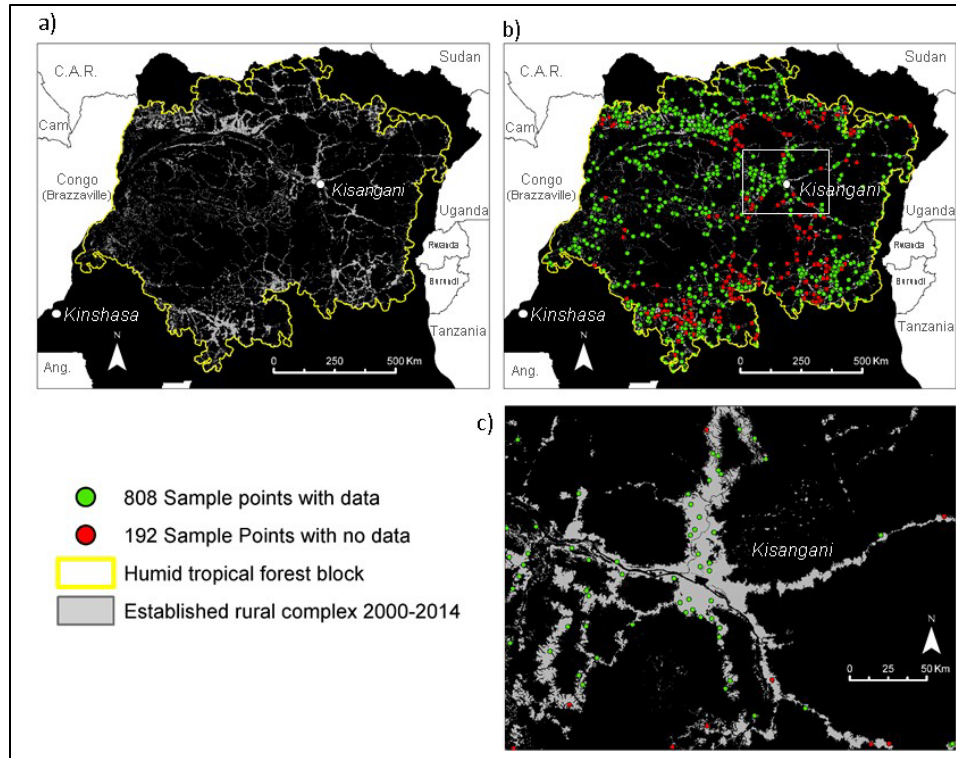 a)
Sudan
C.A.R.
Cam.
Congo
(Brazzaville)
Kisangani
Uganda
Rwanda
Burundi
Kinshasa
Tanzania
N
Ang.
0 250 500 Km
b)
Sudan
C.A.R.
Cam.
Congo
(Brazzaville)
Kisangani
Uganda
Rwanda
Burundi
Kinshasa
Tanzania
N
Ang.
0 250 500 Km
808 Sample points with data
192 Sample Points with no data
Humid tropical forest block
Established rural complex 2000-2014
c)
Kisangani
N
0 25 50 Km